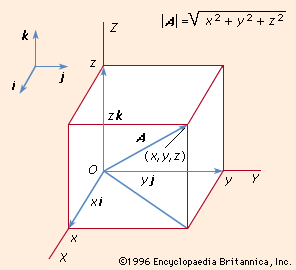 Z
|A| = √x² + y² + z²
k
j
i
z
zk
A
(x,y,z)
O
yj
y
Y
xi
x
X
©1996 Encyclopaedia Britannica, Inc.